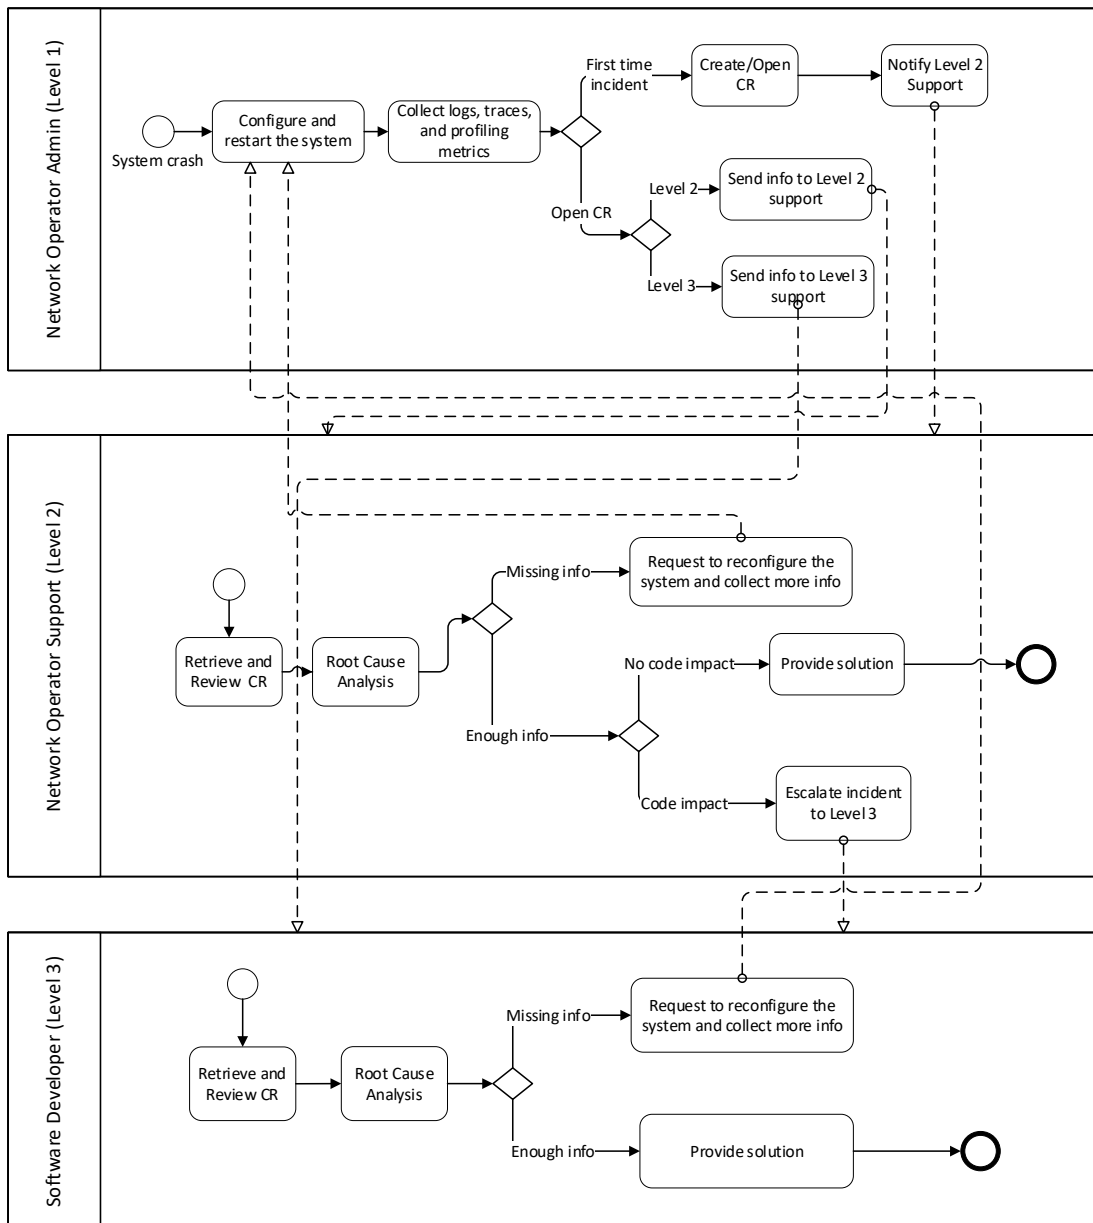 Network Operator Admin (Level 1)
System crash
Configure and
restart the system
Collect logs, traces,
and profiling
metrics
First time
incident
Create/Open
CR
Notify Level 2
Support
Open CR
Level 2
Send info to Level 2
support
Level 3
Send info to Level 3
support
Network Operator Support (Level 2)
Retrieve and
Review CR
Root Cause
Analysis
Missing info
Request to reconfigure the
system and collect more info
Enough info
No code impact
Provide solution
Code impact
Escalate incident
to Level 3
Software Developer (Level 3)
Retrieve and
Review CR
Root Cause
Analysis
Missing info
Request to reconfigure the
system and collect more info
Enough info
Provide solution